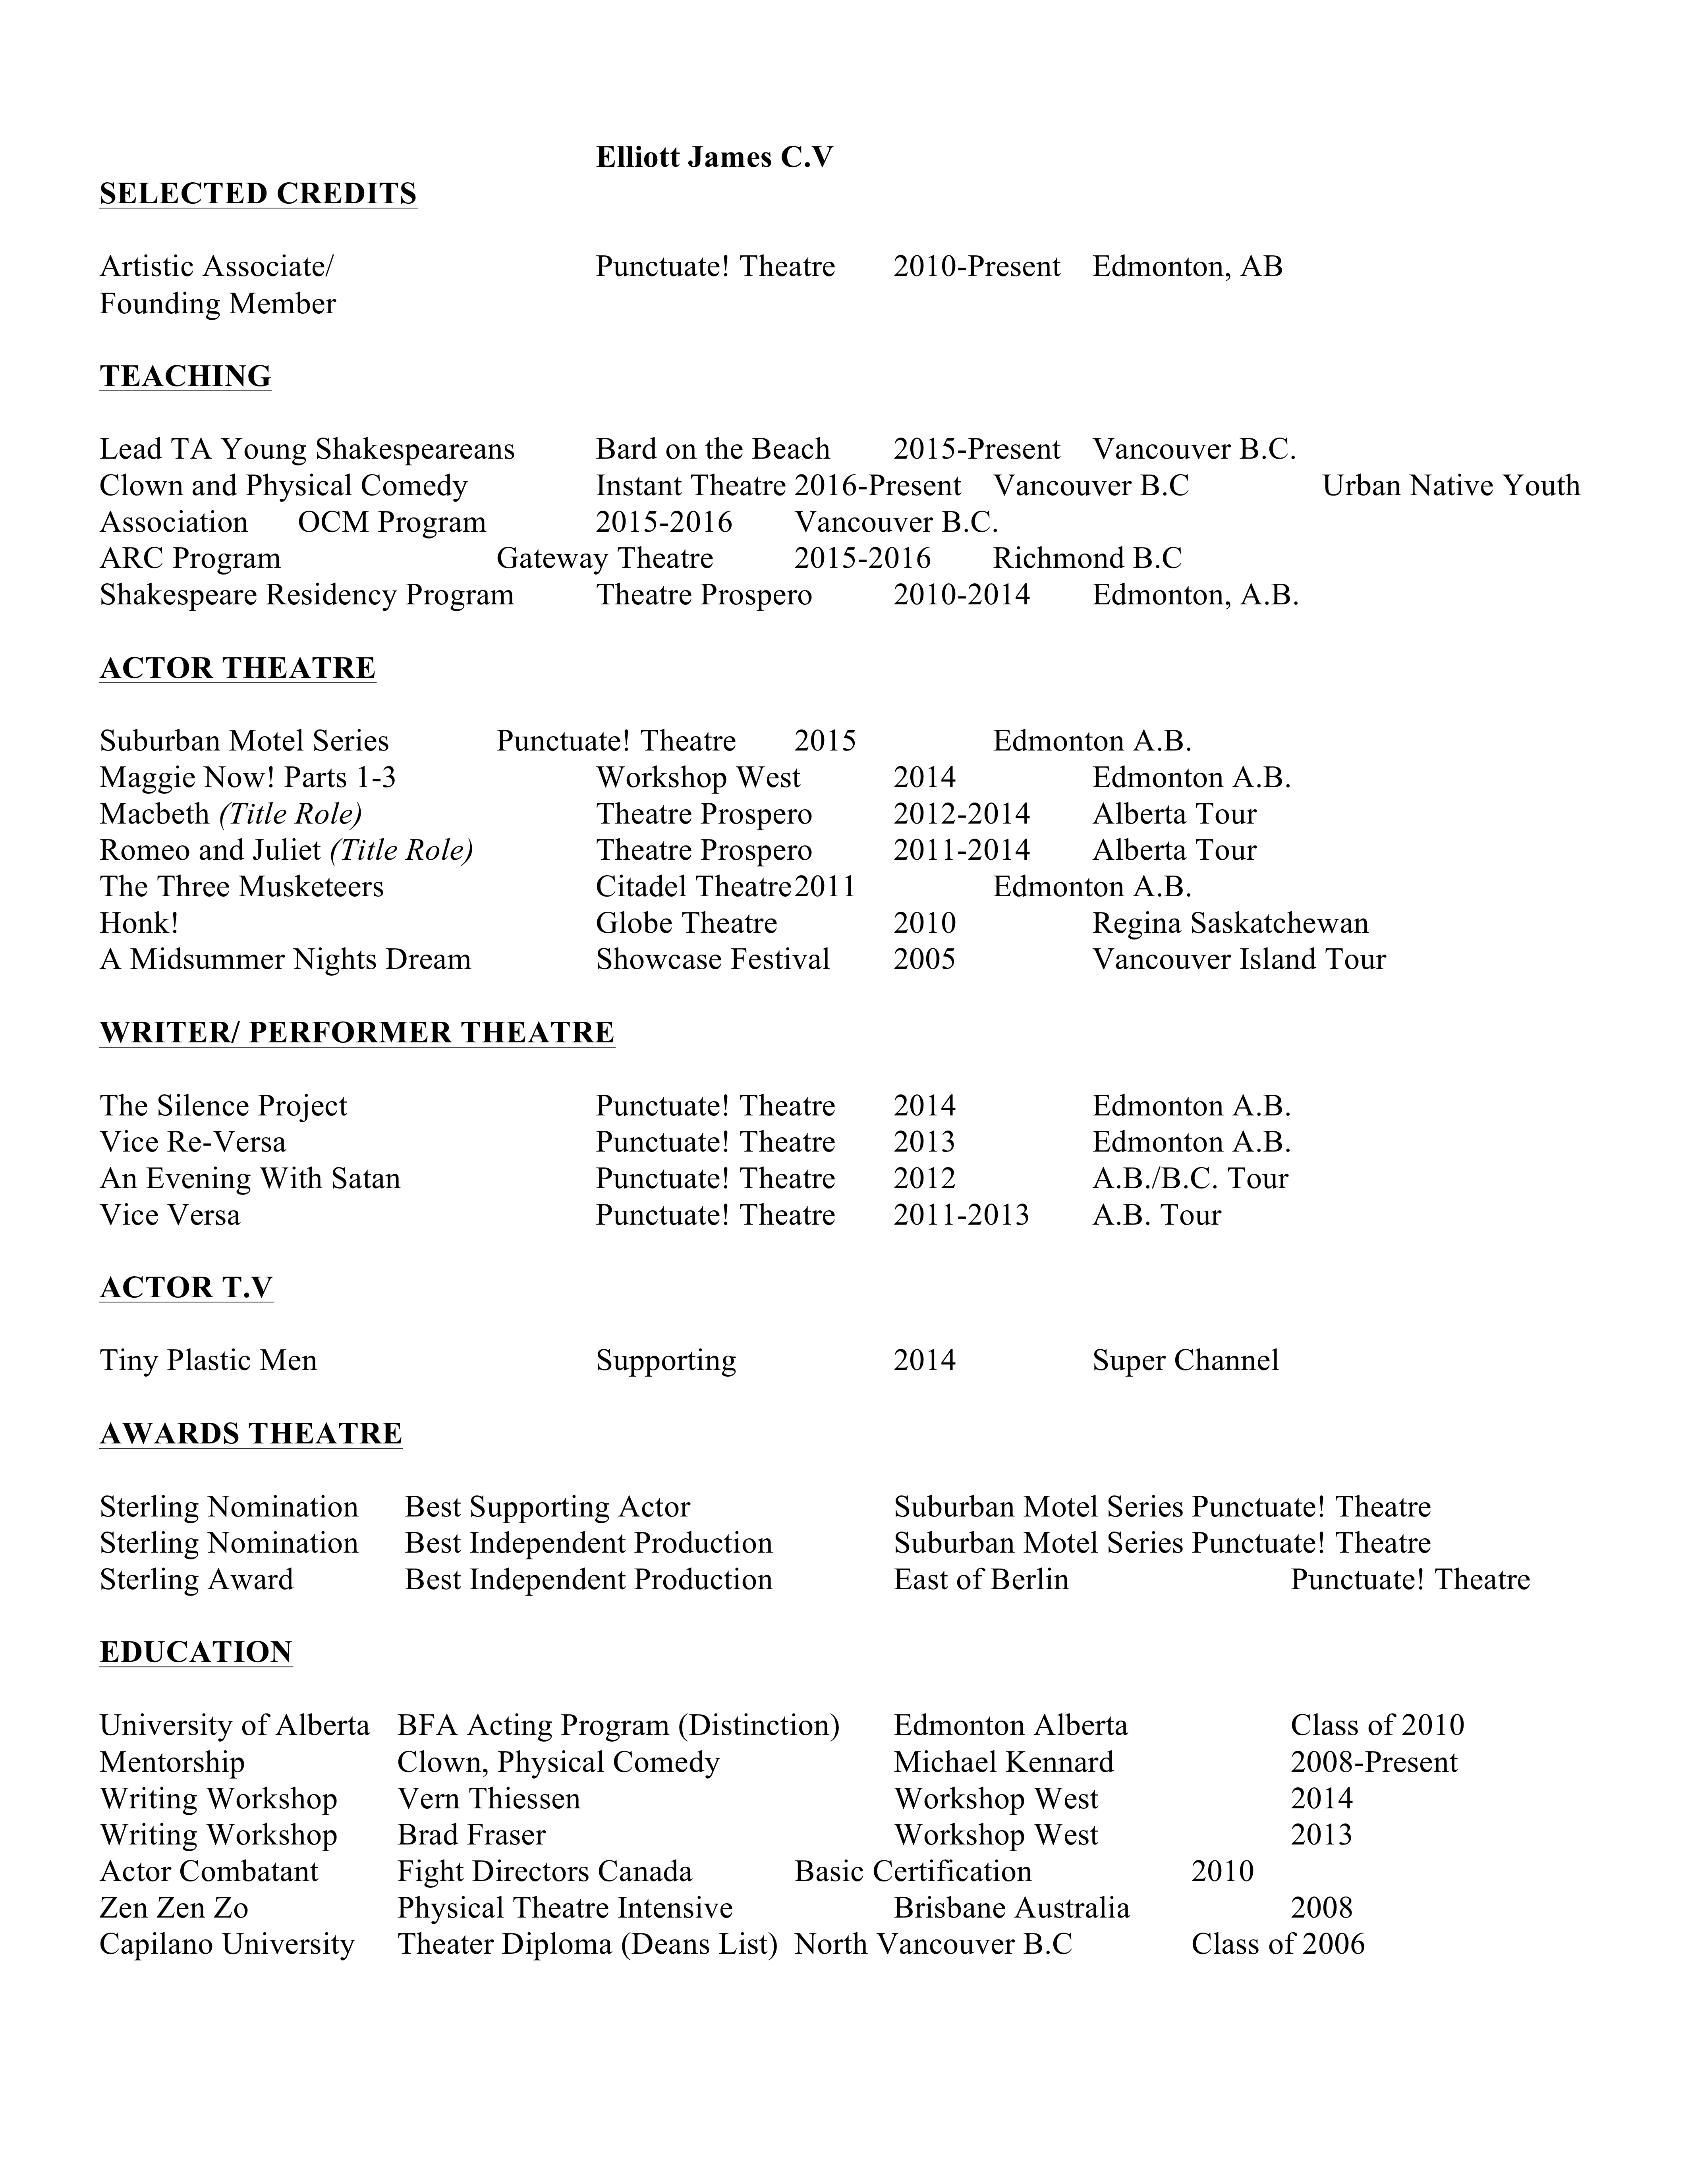 Elliott James C.V
SELECTED CREDITS
Artistic Associate/ Punctuate! Theatre 2010-Present Edmonton, AB
Founding Member
TEACHING
Lead TA Young Shakespeareans Bard on the Beach 2015-Present Vancouver B.C.
Clown and Physical Comedy Instant Theatre 2016-Present Vancouver B.C Urban Native Youth
Association OCM Program 2015-2016 Vancouver B.C.
ARC Program Gateway Theatre 2015-2016 Richmond B.C
Shakespeare Residency Program Theatre Prospero 2010-2014 Edmonton, A.B.
ACTOR THEATRE
Suburban Motel Series Punctuate! Theatre 2015 Edmonton A.B.
Maggie Now! Parts 1-3 Workshop West 2014 Edmonton A.B.
Macbeth (Title Role) Theatre Prospero 2012-2014 Alberta Tour
Romeo and Juliet (Title Role) Theatre Prospero 2011-2014 Alberta Tour
The Three Musketeers Citadel Theatre 2011 Edmonton A.B.
Honk! Globe Theatre 2010 Regina Saskatchewan
A Midsummer Nights Dream Showcase Festival 2005 Vancouver Island Tour
WRITER/ PERFORMER THEATRE
The Silence Project Punctuate! Theatre 2014 Edmonton A.B.
Vice Re-Versa Punctuate! Theatre 2013 Edmonton A.B.
An Evening With Satan Punctuate! Theatre 2012 A.B./B.C. Tour
Vice Versa Punctuate! Theatre 2011-2013 A.B. Tour
ACTOR T.V
Tiny Plastic Men Supporting 2014 Super Channel
AWARDS THEATRE
Sterling Nomination Best Supporting Actor Suburban Motel Series Punctuate! Theatre
Sterling Nomination Best Independent Production Suburban Motel Series Punctuate! Theatre
Sterling Award Best Independent Production East of Berlin Punctuate! Theatre
EDUCATION
University of Alberta BFA Acting Program (Distinction) Edmonton Alberta Class of 2010
Mentorship Clown, Physical Comedy Michael Kennard 2008-Present
Writing Workshop Vern Thiessen Workshop West 2014
Writing Workshop Brad Fraser Workshop West 2013
Actor Combatant Fight Directors Canada Basic Certification 2010
Zen Zen Zo Physical Theatre Intensive Brisbane Australia 2008
Capilano University Theater Diploma (Deans List) North Vancouver B.C Class of 2006